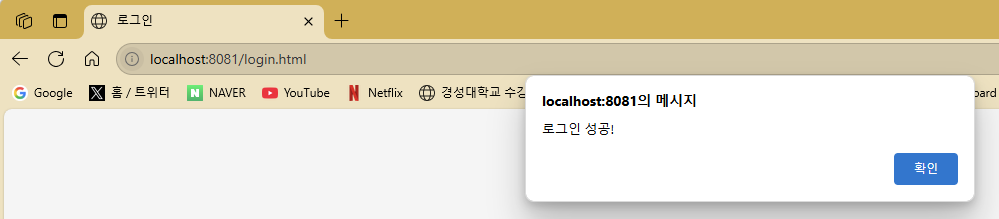 로그인
localhost:8081/login.html
Google 홈 / 트위터 NAVER YouTube Netflix 경성대학교 수강
localhost:8081의 메시지
로그인 성공!
확인